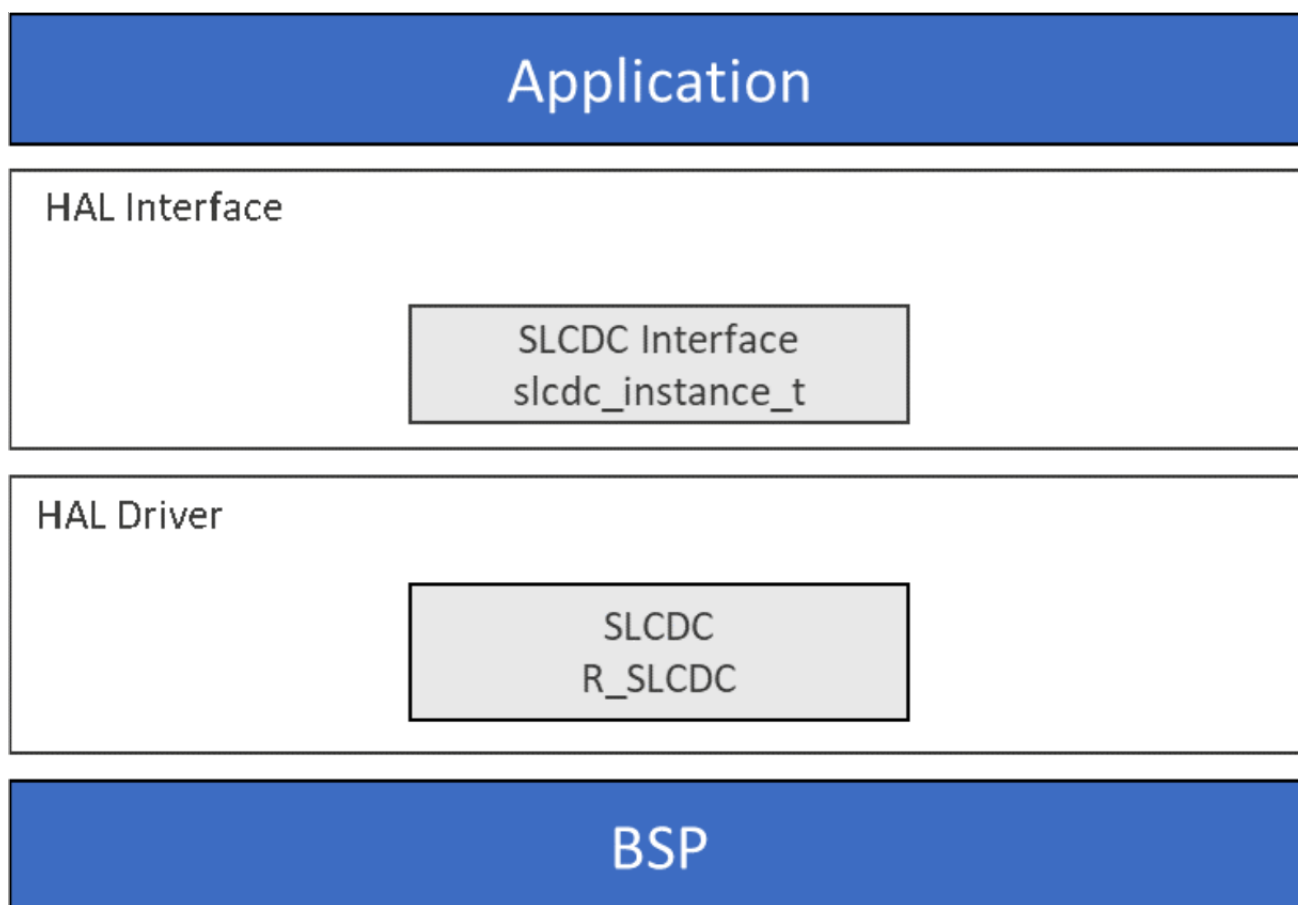 Application
HAL Interface
SLCDC Interface
slcdc_instance_t
HAL Driver
SLCDC
R_SLCDC
BSP